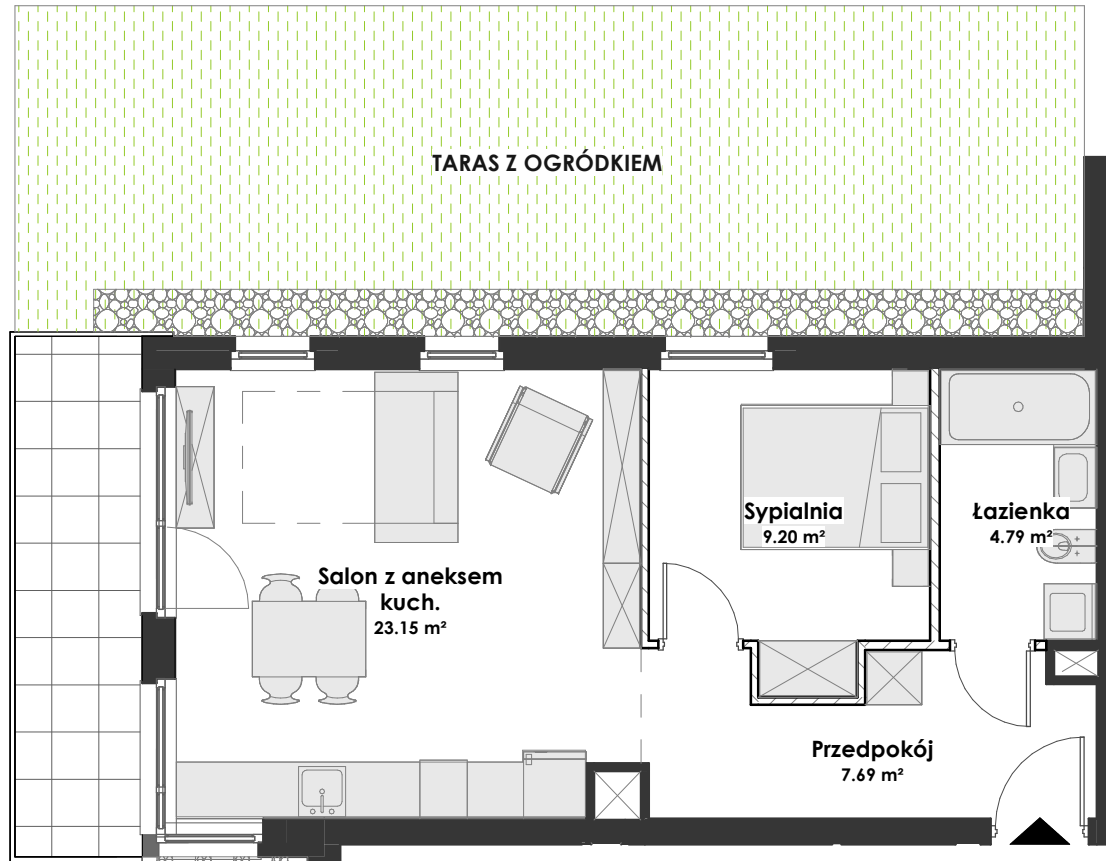 TARAS Z OGRÓDKIEM
Salon z aneksem
kuch.
23.15 m²
Sypialnia
9.20 m²
Łazienka
4.79 m²
Przedpokój
7.69 m²